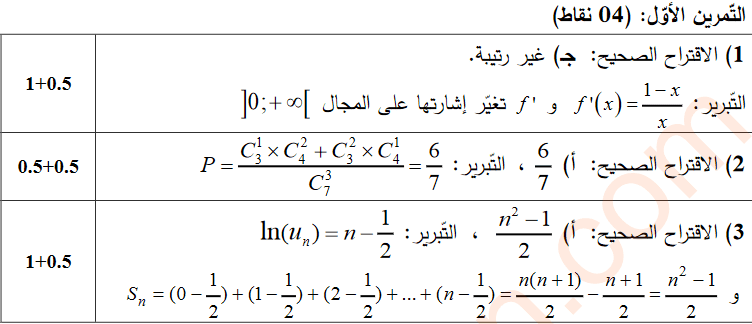 التّمرين الأوّل: (04 نقاط)
1) الاقتراح الصحيح: ج) غير رتيبة.
1+0.5
التّبرير: f'(x) = \frac{1-x}{x} و f' تغيّر إشارتها على المجال ]0;+∞[
2) الاقتراح الصحيح: أ) \frac{6}{7} ، التّبرير: P = \frac{C_3^1 × C_4^2 + C_3^2 × C_4^1}{C_7^3} = \frac{6}{7}
0.5+0.5
3) الاقتراح الصحيح: أ) \frac{n^2-1}{2} ، التّبرير: ln(u_n) = n - \frac{1}{2}
1+0.5
و S_n = (0-\frac{1}{2}) + (1-\frac{1}{2}) + (2-\frac{1}{2}) + ... + (n-\frac{1}{2}) = \frac{n(n+1)}{2} - \frac{n+1}{2} = \frac{n^2-1}{2}